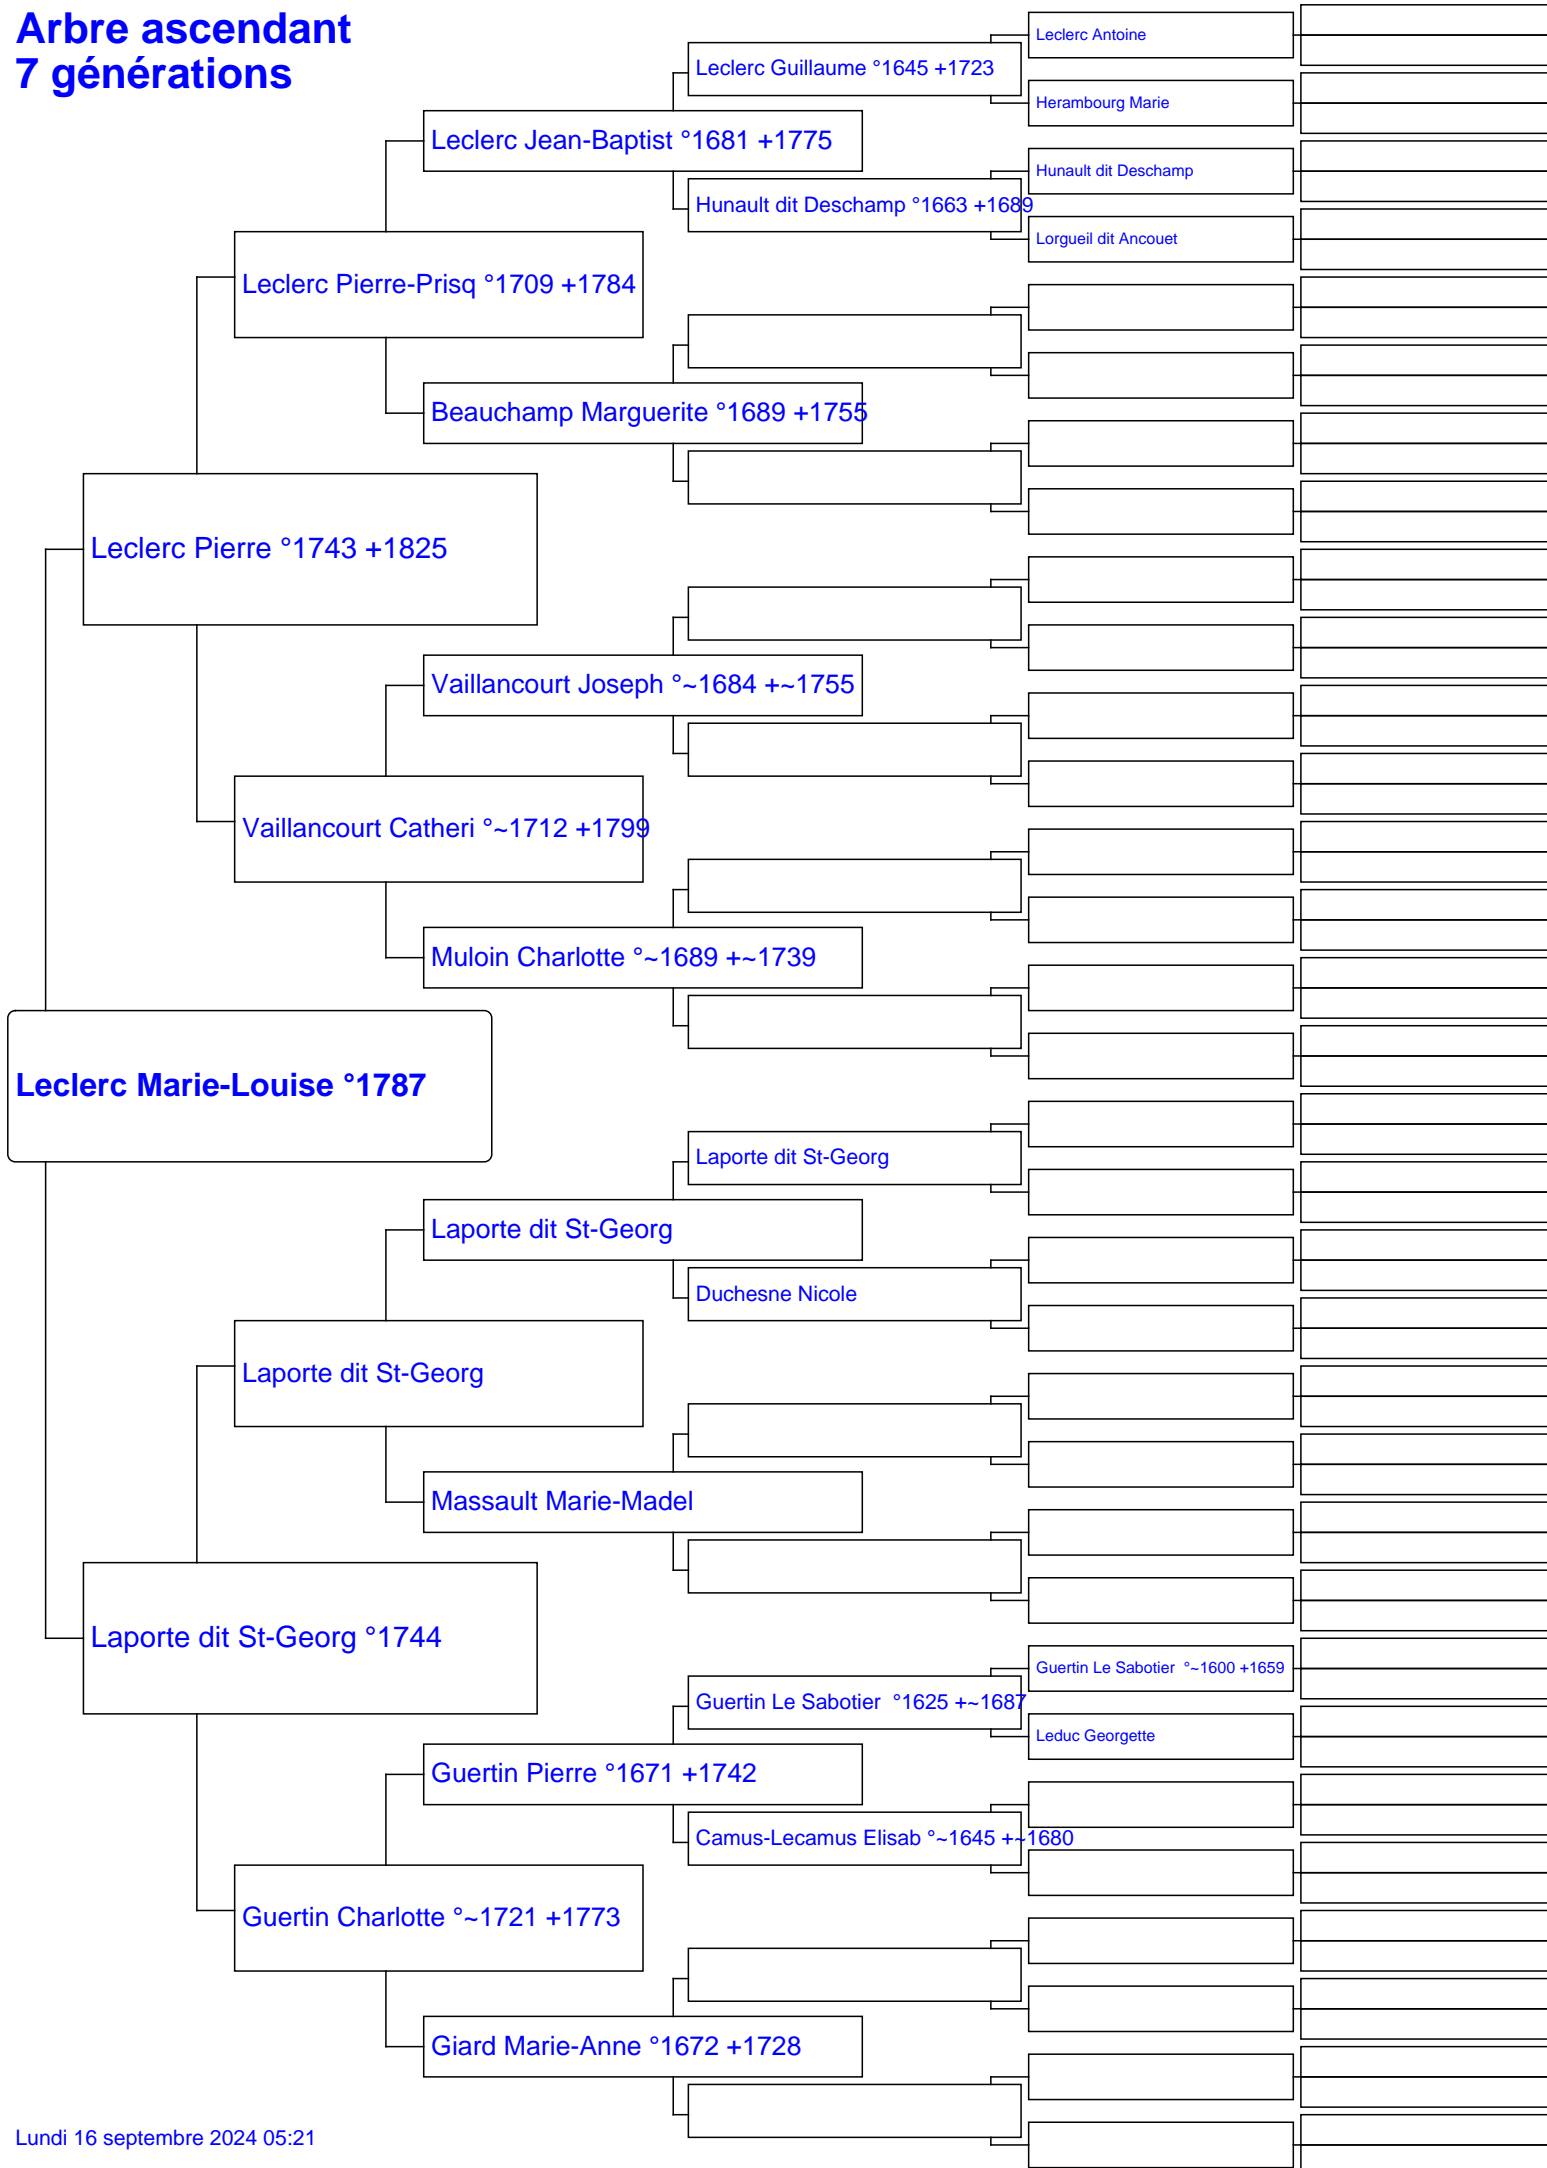 Arbre ascendant
7 générations
Leclerc Antoine
Leclerc Guillaume °1645 +1723
Herambourg Marie
Leclerc Jean-Baptist °1681 +1775
Hunault dit Deschamp
Hunault dit Deschamp °1663 +1689
Lorgueil dit Ancouet
Leclerc Pierre-Prisq °1709 +1784
Beauchamp Marguerite °1689 +1755
Leclerc Pierre °1743 +1825
Vaillancourt Joseph °~1684 +~1755
Vaillancourt Catheri °~1712 +1799
Muloin Charlotte °~1689 +~1739
Leclerc Marie-Louise °1787
Laporte dit St-Georg
Laporte dit St-Georg
Duchesne Nicole
Laporte dit St-Georg
Massault Marie-Madel
Laporte dit St-Georg °1744
Guertin Le Sabotier °~1600 +1659
Guertin Le Sabotier °1625 +~1687
Leduc Georgette
Guertin Pierre °1671 +1742
Camus-Lecamus Elisab °~1645 +~1680
Guertin Charlotte °~1721 +1773
Giard Marie-Anne °1672 +1728
Lundi 16 septembre 2024 05:21